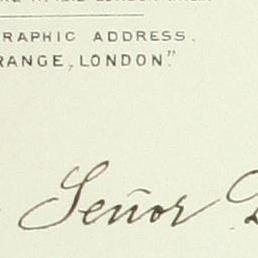 RAPHIC ADDRESS.
RANGE, LONDON."
Señor